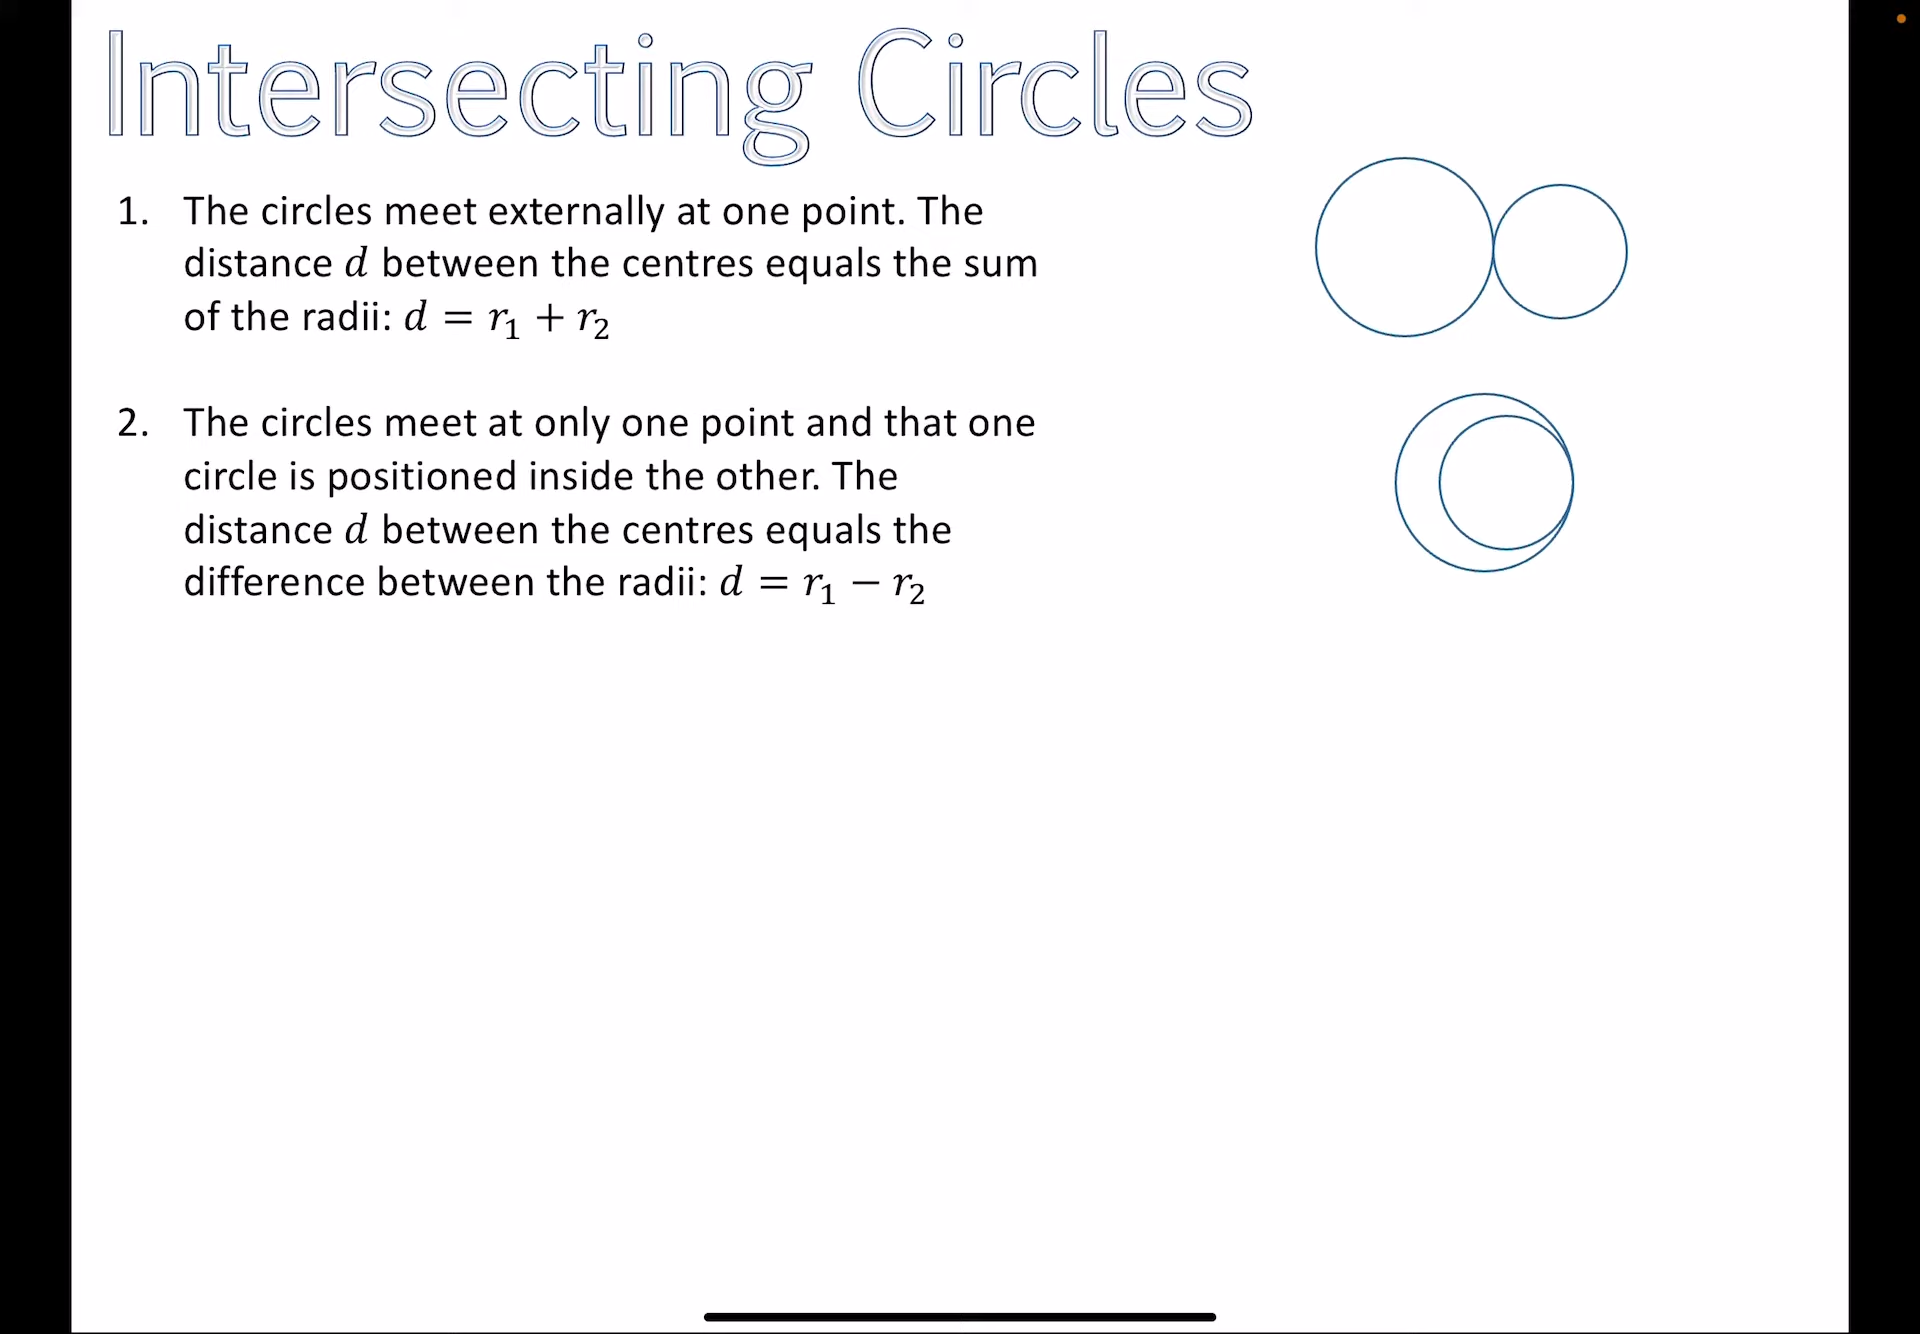 Intersecting Circles
1. The circles meet externally at one point. The
distance d between the centres equals the sum
of the radii: d = r₁ + r₂
2. The circles meet at only one point and that one
circle is positioned inside the other. The
distance d between the centres equals the
difference between the radii: d = r₁ − r₂